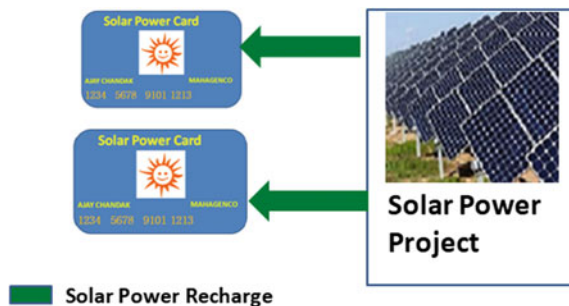 Solar Power Card
AJAY CHANDAK MAHAGENCO
1234 5678 9101 1213
Solar Power Card
AJAY CHANDAK MAHAGENCO
1234 5678 9101 1213
Solar Power
Project
Solar Power Recharge